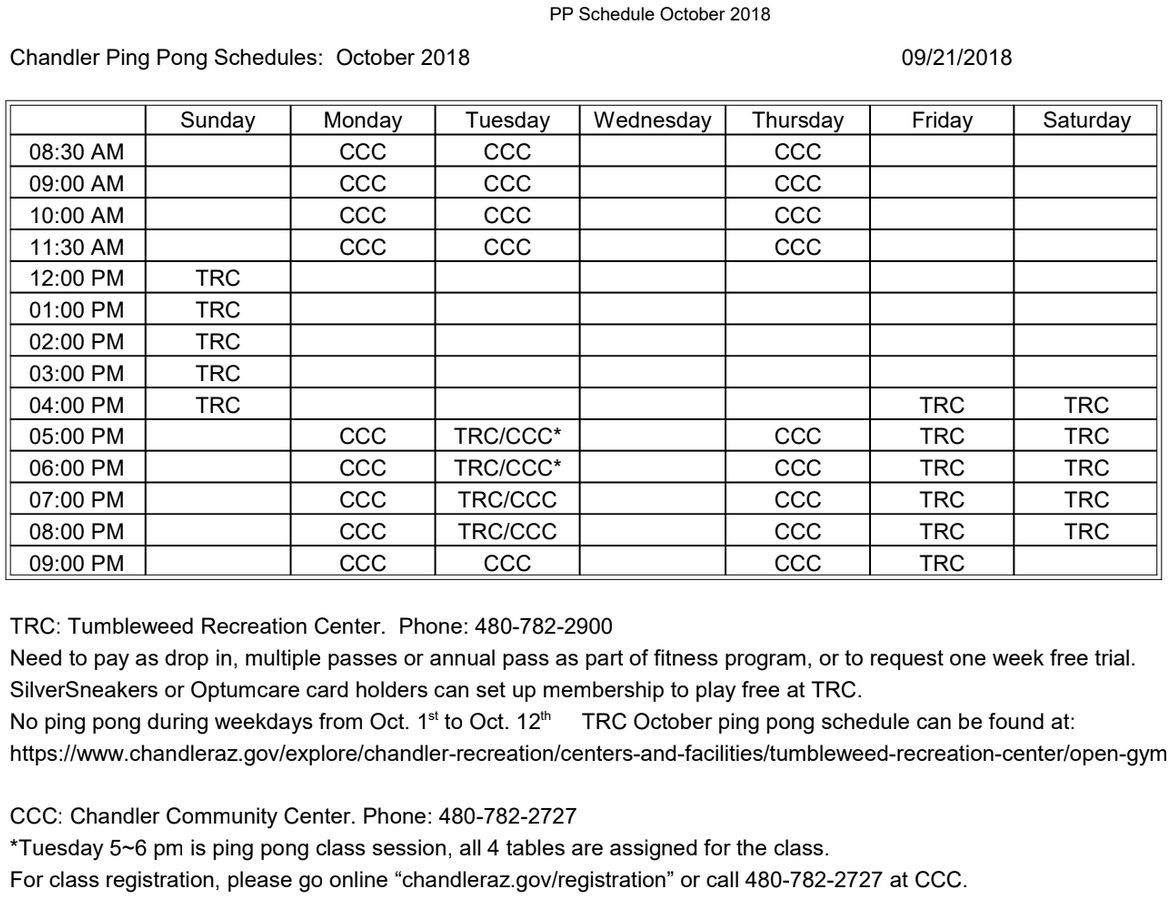 PP Schedule October 2018
Chandler Ping Pong Schedules: October 2018 09/21/2018
Sunday Monday Tuesday Wednesday Thursday Friday Saturday
08:30 AM CCC CCC CCC
09:00 AM CCC CCC CCC
10:00 AM CCC CCC CCC
11:30 AM CCC CCC CCC
12:00 PM TRC
01:00 PM TRC
02:00 PM TRC
03:00 PM TRC
04:00 PM TRC TRC TRC
05:00 PM CCC TRC/CCC* CCC TRC TRC
06:00 PM CCC TRC/CCC* CCC TRC TRC
07:00 PM CCC TRC/CCC CCC TRC TRC
08:00 PM CCC TRC/CCC CCC TRC TRC
09:00 PM CCC CCC CCC TRC
TRC: Tumbleweed Recreation Center. Phone: 480-782-2900
Need to pay as drop in, multiple passes or annual pass as part of fitness program, or to request one week free trial.
SilverSneakers or Optumcare card holders can set up membership to play free at TRC.
No ping pong during weekdays from Oct. 1st to Oct. 12th TRC October ping pong schedule can be found at:
https://www.chandleraz.gov/explore/chandler-recreation/centers-and-facilities/tumbleweed-recreation-center/open-gym
CCC: Chandler Community Center. Phone: 480-782-2727
*Tuesday 5~6 pm is ping pong class session, all 4 tables are assigned for the class.
For class registration, please go online “chandleraz.gov/registration” or call 480-782-2727 at CCC.